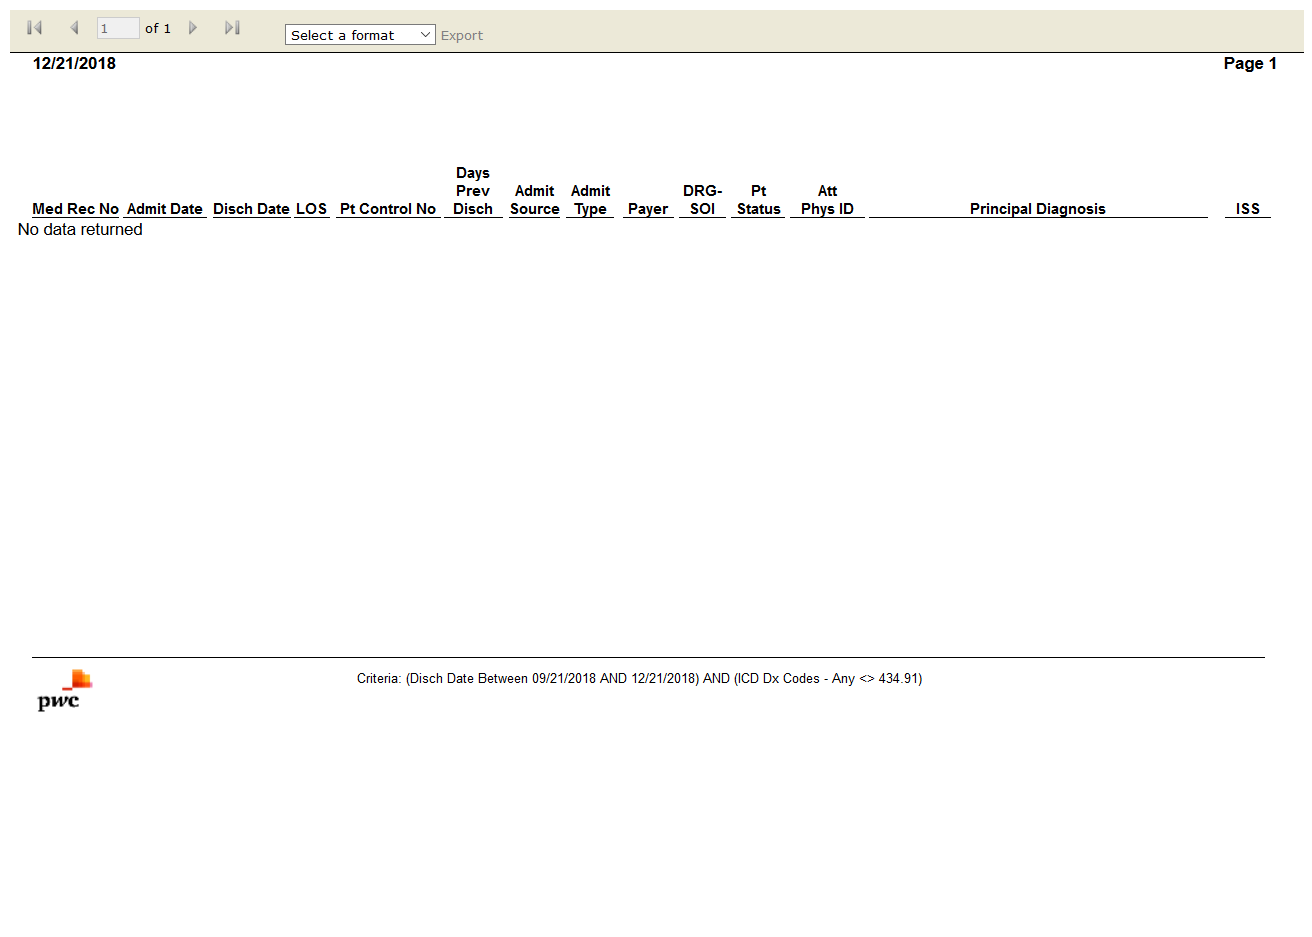 1 of 1 Select a format Export
12/21/2018 Page 1
Days
Prev Admit Admit DRG- Pt Att
Med Rec No Admit Date Disch Date LOS Pt Control No Disch Source Type Payer SOI Status Phys ID Principal Diagnosis ISS
No data returned
pwc Criteria: (Disch Date Between 09/21/2018 AND 12/21/2018) AND (ICD Dx Codes - Any <> 434.91)